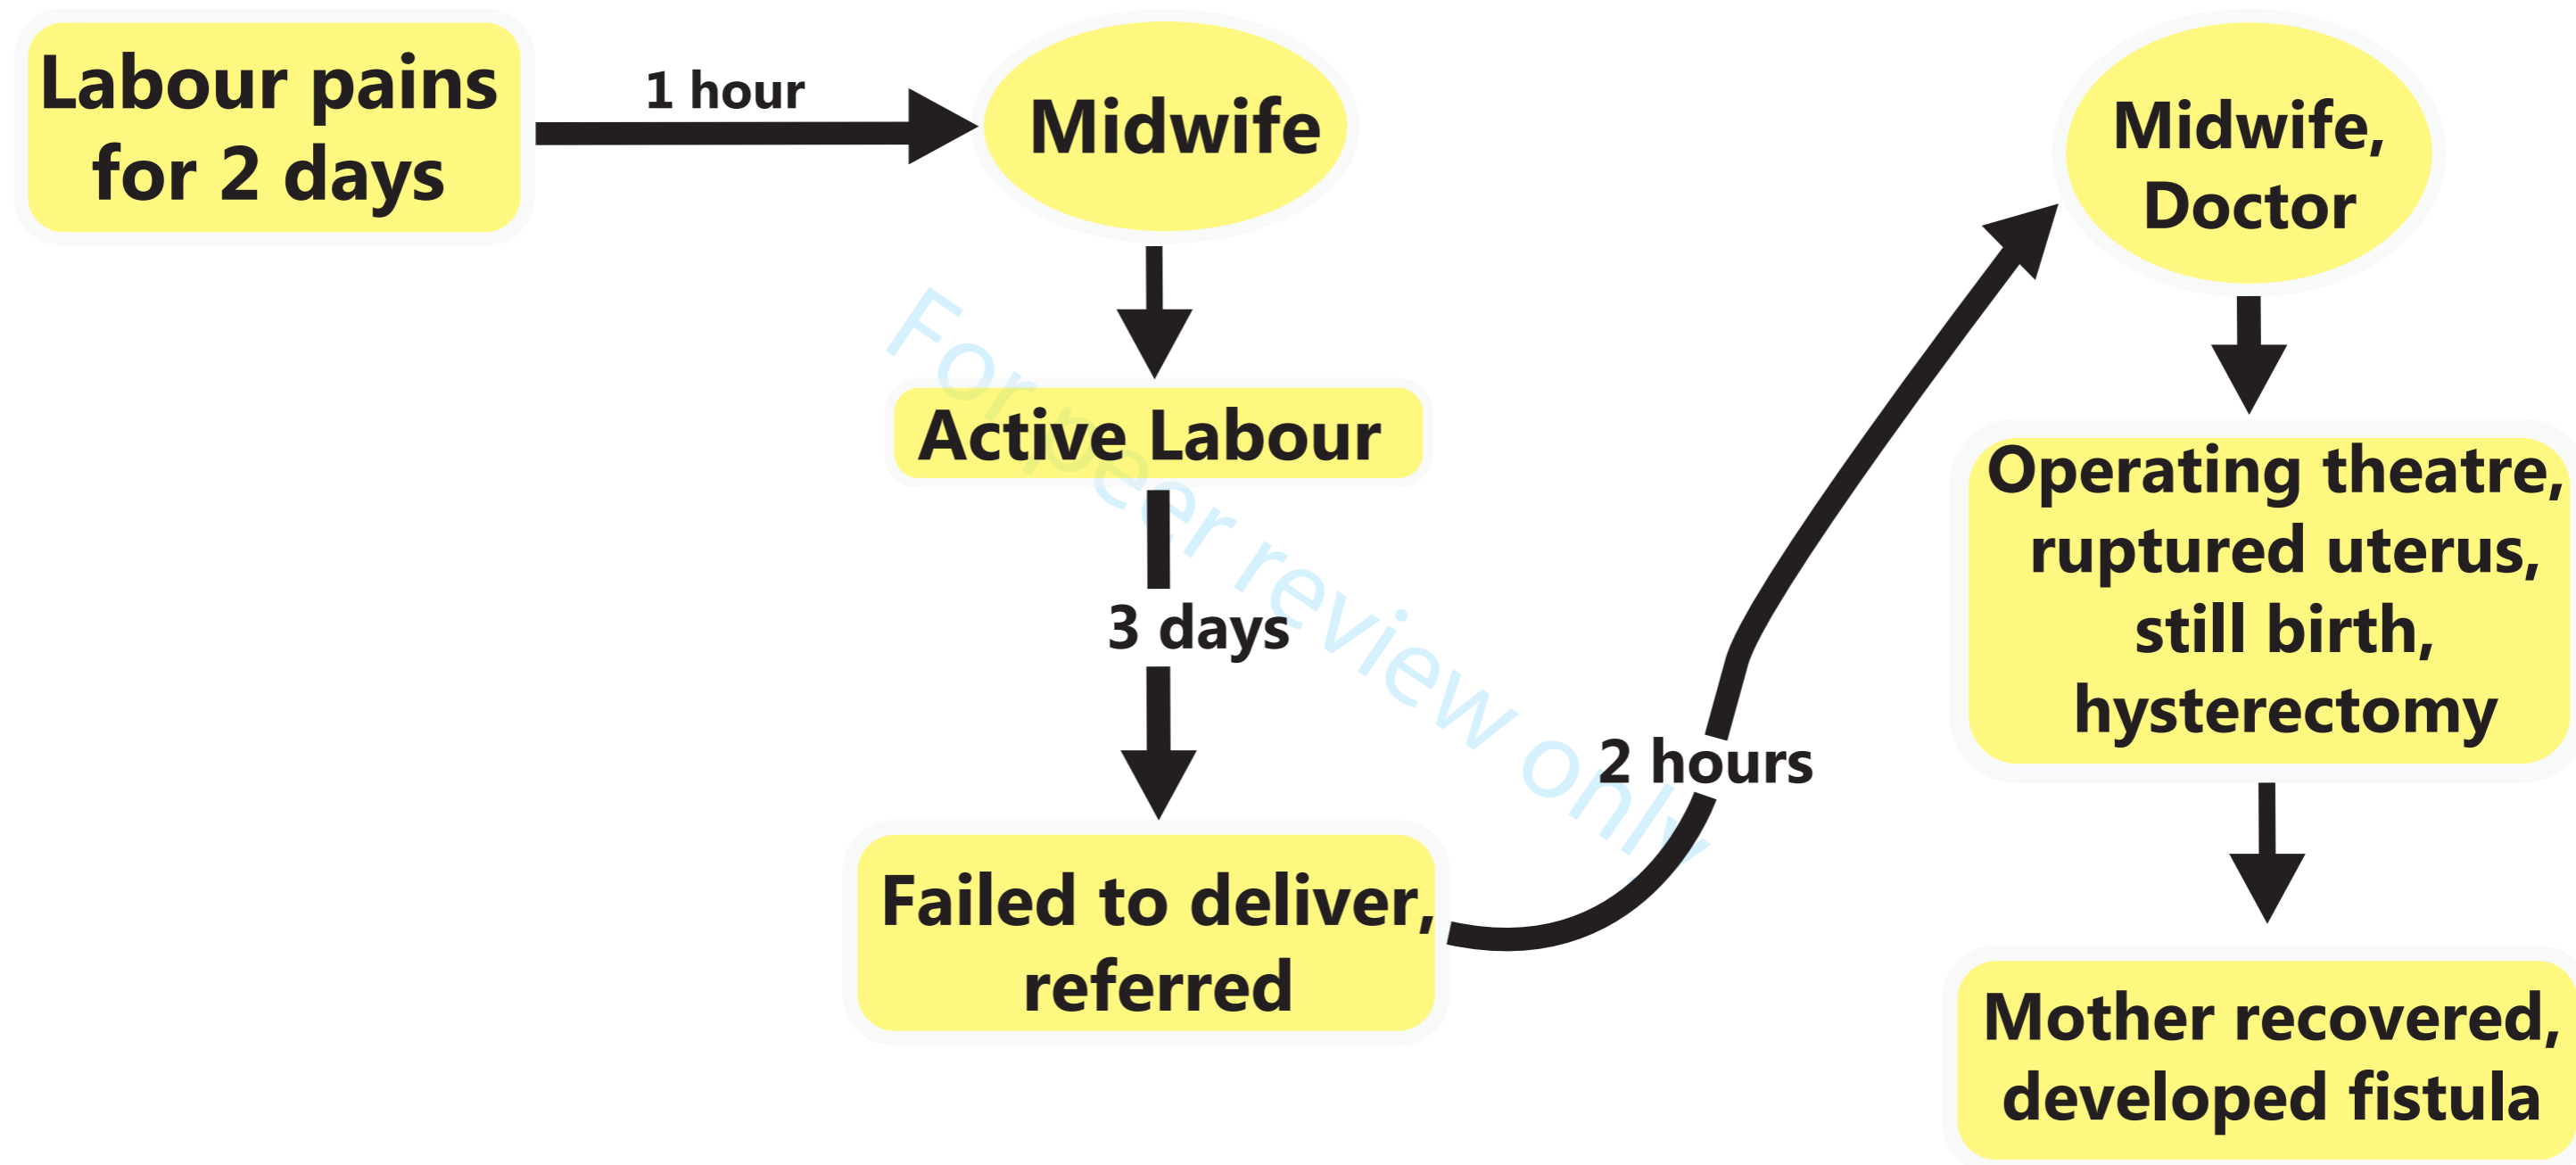 Labour pains
for 2 days
1 hour
Midwife
Active Labour
3 days
Failed to deliver,
referred
2 hours
Midwife,
Doctor
Operating theatre,
ruptured uterus,
still birth,
hysterectomy
Mother recovered,
developed fistula
For peer review only